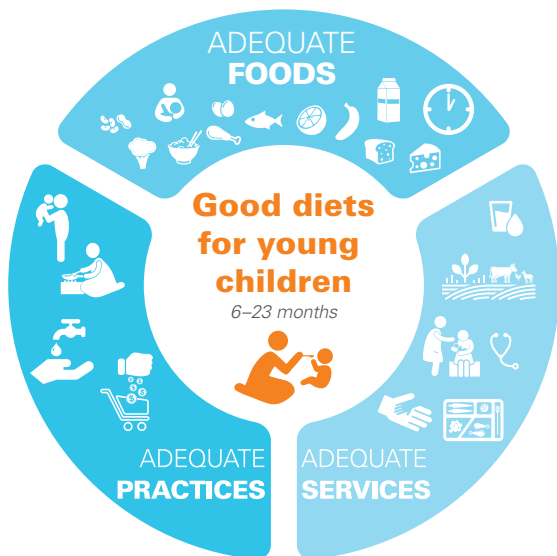 ADEQUATE
FOODS
Good diets
for young
children
6–23 months
ADEQUATE
PRACTICES
ADEQUATE
SERVICES